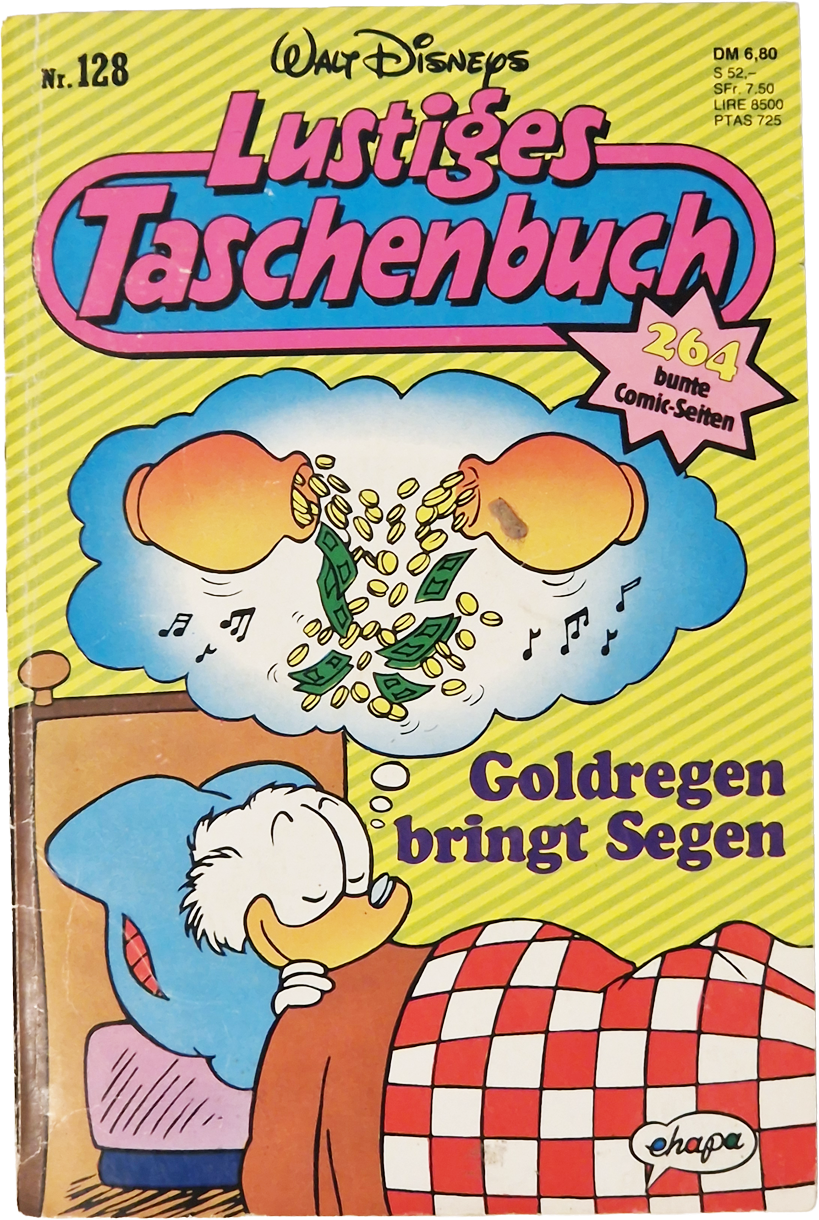 Nr. 128
WALT DISNEYS
DM 6,80
S 52,–
SFr. 7.50
LIRE 8500
PTAS 725
Lustiges
Taschenbuch
264
bunte
Comic-Seiten
Goldregen
bringt Segen
ehapa